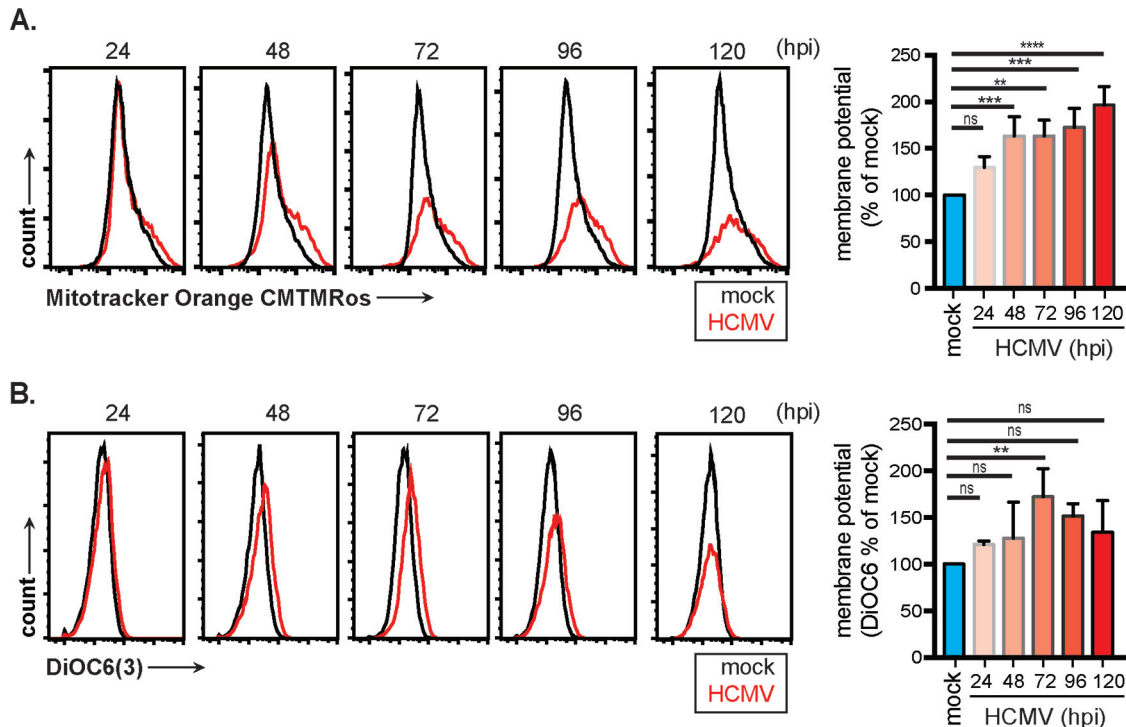 A.
24 48 72 96 120 (hpi)
count
Mitotracker Orange CMTMRos
mock
HCMV
membrane potential
(% of mock)
250
200
150
100
50
0
****
***
**
***
ns
mock 24 48 72 96 120
HCMV (hpi)
B.
24 48 72 96 120 (hpi)
count
DiOC6(3)
mock
HCMV
membrane potential
(DiOC6 % of mock)
250
200
150
100
50
0
ns
ns
**
ns
ns
mock 24 48 72 96 120
HCMV (hpi)